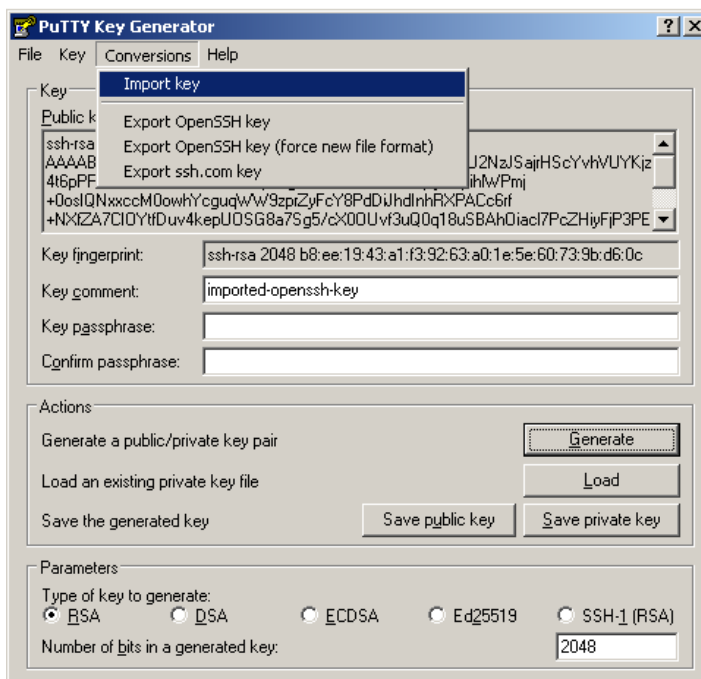 PuTTY Key Generator
File Key Conversions Help
Import key
Export OpenSSH key
Export OpenSSH key (force new file format)
Export ssh.com key
Key
Public k
ssh-rsa
AAAAB J2NzJSajrHScYvhVUYKjz
4t6pPF ihlWPmj
+0oslQNxxccM0owhYcguqWW9zprZyFcY8PdDiJhdInhRXPACc6rf
+NXfZA7ClOYtfDuv4kepUOSG8a7Sg5/cX0OUvf3uQ0q18uSBAhOiacl7PcZHiyFjP3PE
Key fingerprint: ssh-rsa 2048 b8:ee:19:43:a1:f3:92:63:a0:1e:5e:60:73:9b:d6:0c
Key comment: imported-openssh-key
Key passphrase:
Confirm passphrase:
Actions
Generate a public/private key pair Generate
Load an existing private key file Load
Save the generated key Save public key Save private key
Parameters
Type of key to generate:
RSA DSA ECDSA Ed25519 SSH-1 (RSA)
Number of bits in a generated key: 2048